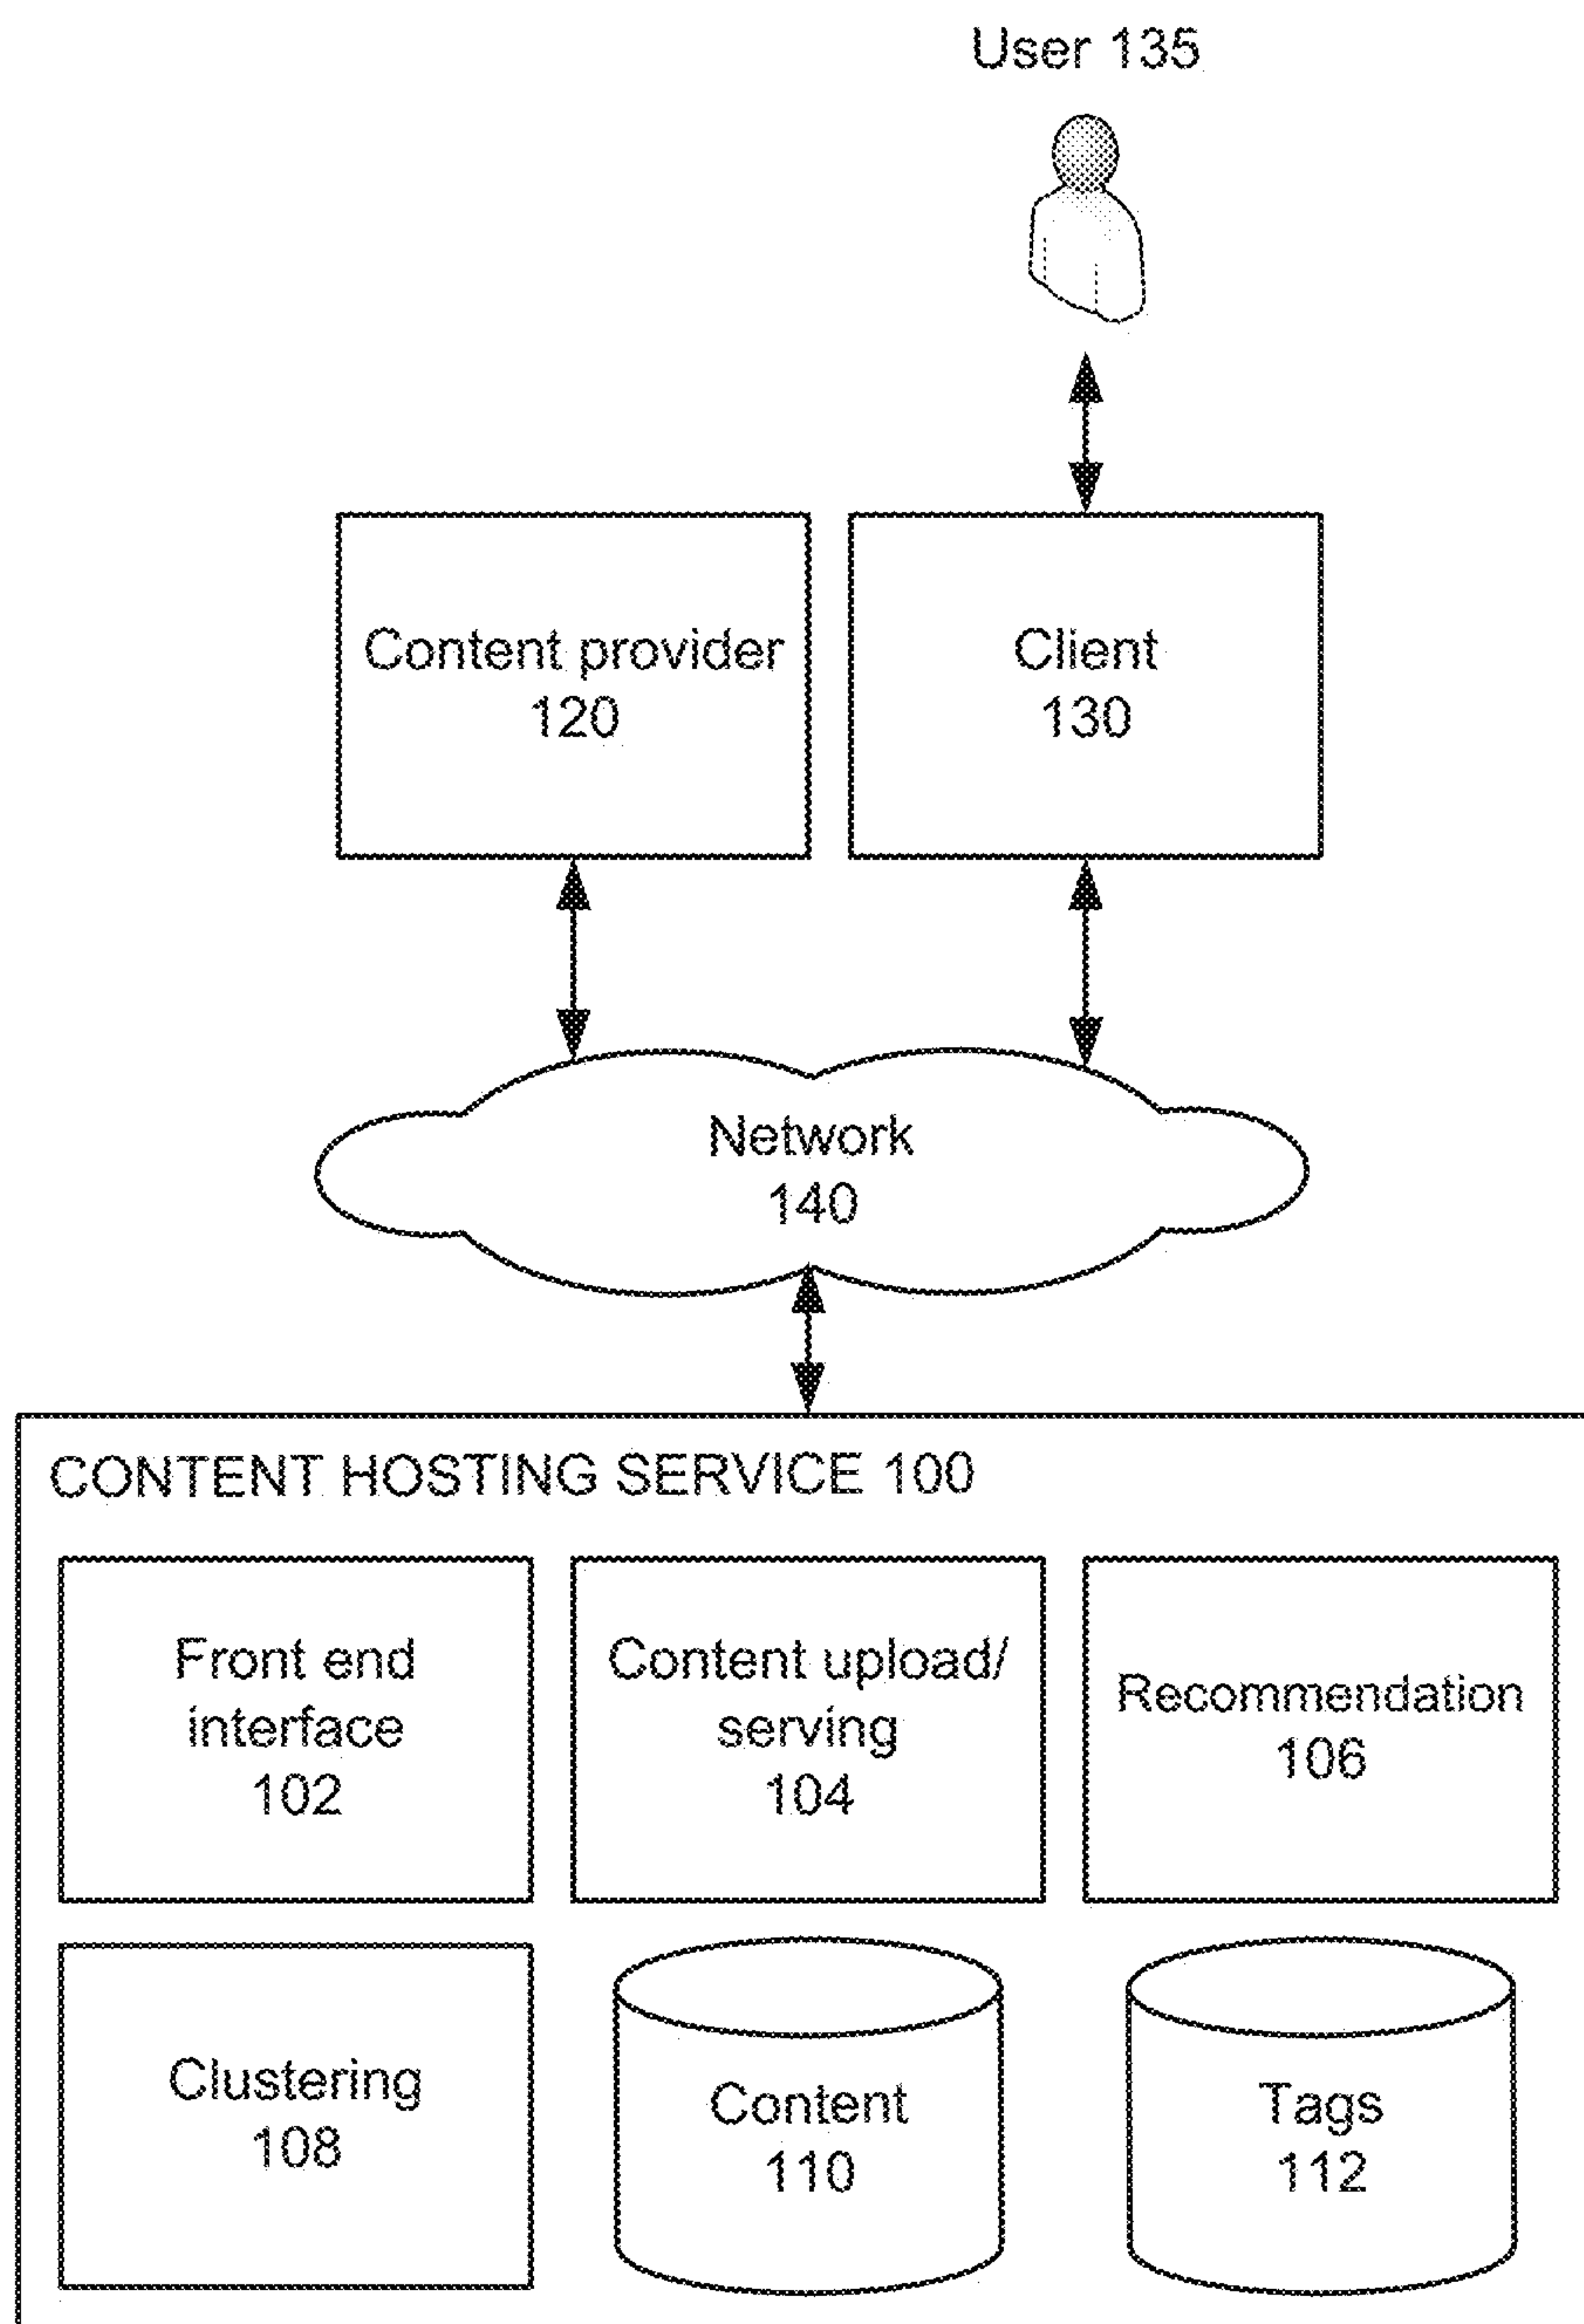 User 135
Content provider
120
Client
130
Network
140
CONTENT HOSTING SERVICE 100
Front end
interface
102
Content upload/
serving
104
Recommendation
106
Clustering
108
Content
110
Tags
112